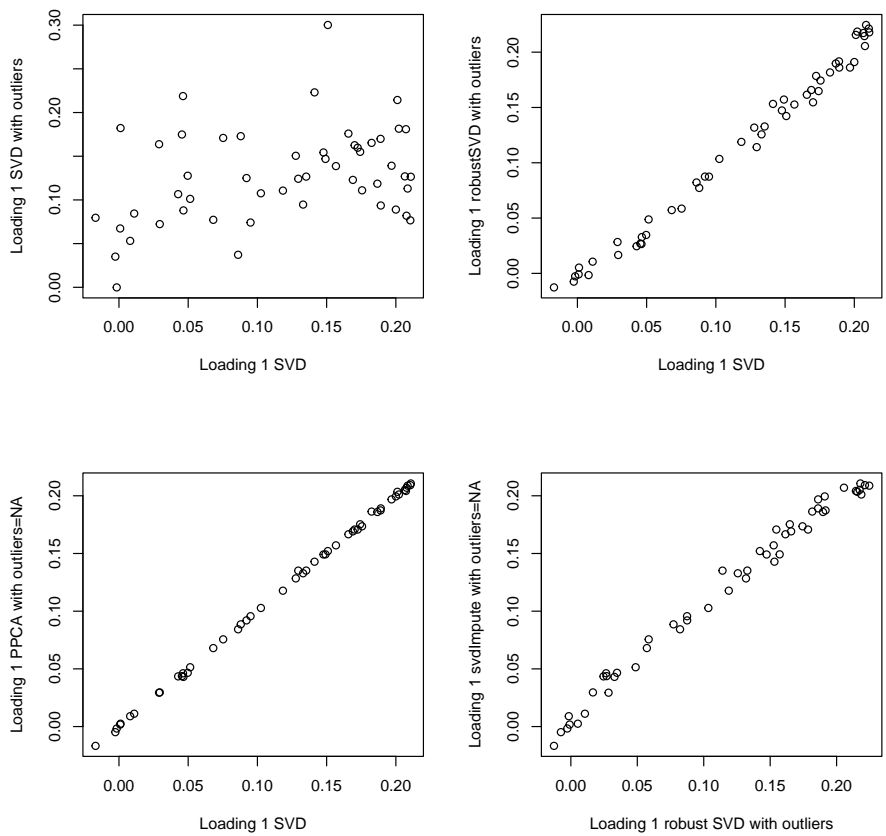 0.00 0.05 0.10 0.15 0.20
0.00 0.10 0.20 0.30
Loading 1 SVD
Loading 1 SVD with outliers
0.00 0.05 0.10 0.15 0.20
0.00 0.05 0.10 0.15 0.20
Loading 1 SVD
Loading 1 robustSVD with outliers
0.00 0.05 0.10 0.15 0.20
0.00 0.05 0.10 0.15 0.20
Loading 1 SVD
Loading 1 PPCA with outliers=NA
0.00 0.05 0.10 0.15 0.20
0.00 0.05 0.10 0.15 0.20
Loading 1 robust SVD with outliers
Loading 1 svdImpute with outliers=NA